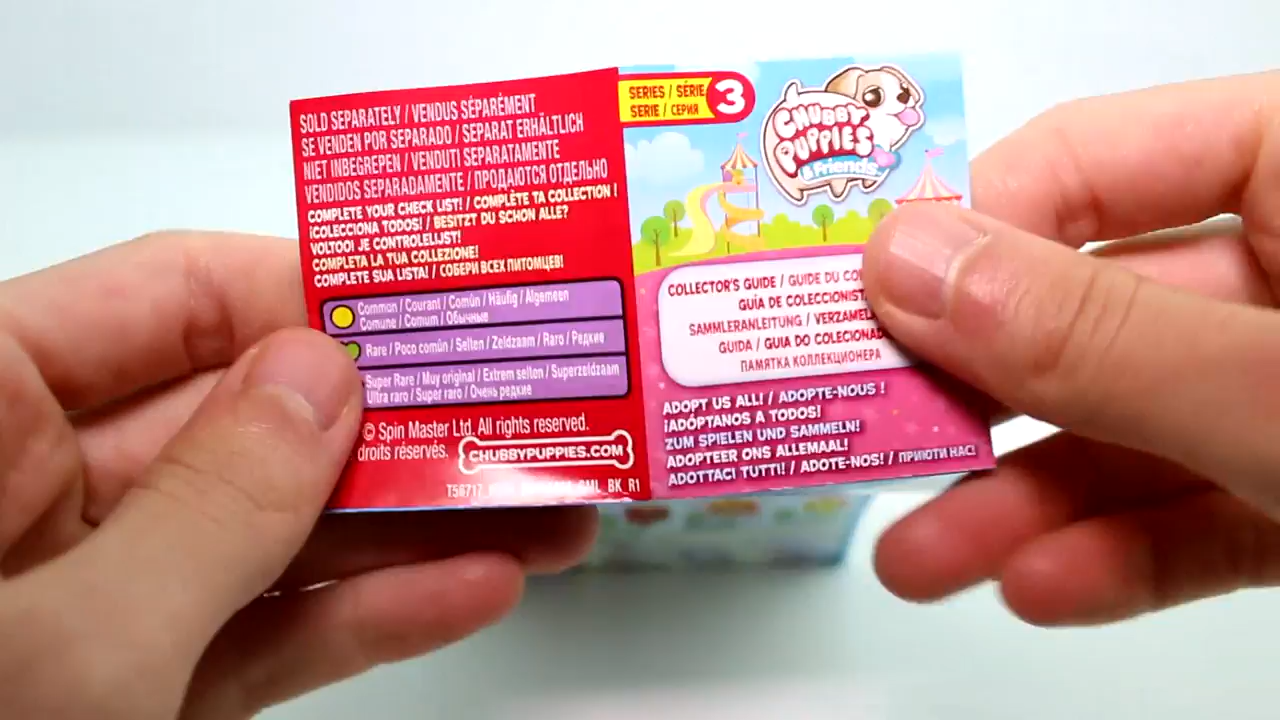 SOLD SEPARATELY / VENDUS SÉPARÉMENT
SE VENDEN POR SEPARADO / SEPARAT ERHÄLTLICH
NIET INBEGREPEN / VENDUTI SEPARATAMENTE
VENDIDOS SEPARADAMENTE / ПРОДАЮТСЯ ОТДЕЛЬНО
COMPLETE YOUR CHECK LIST! / COMPLÈTE TA COLLECTION !
¡COLECCIONA TODOS! / BESITZT DU SCHON ALLE?
VOLTOOI JE CONTROLELIJST!
COMPLETA LA TUA COLLEZIONE!
COMPLETE SUA LISTA! / СОБЕРИ ВСЕХ ПИТОМЦЕВ!
Common / Courant / Común / Häufig / Algemeen
Comune / Comum / Обычные
Rare / Poco común / Selten / Zeldzaam / Raro / Редкие
Super Rare / Muy original / Extrem selten / Superzeldzaam
Ultra raro / Super raro / Очень редкие
© Spin Master Ltd. All rights reserved.
droits réservés.
CHUBBYPUPPIES.COM
GML_BK_R1
SERIES / SÉRIE
SERIE / СЕРИЯ
3
CHUBBY
PUPPIES
& Friends
COLLECTOR'S GUIDE / GUIDE DU
GUÍA DE
SAMMLERANLEITUNG /
GUIDA / GUIA DO
ПАМЯТКА КОЛЛЕКЦИОНЕРА
ADOPT US ALL! / ADOPTE-NOUS !
¡ADÓPTANOS A TODOS!
ZUM SPIELEN UND SAMMELN!
ADOPTEER ONS ALLEMAAL!
ADOTTACI TUTTI! / ADOTE-NOS! / ПРИЮТИ НАС!